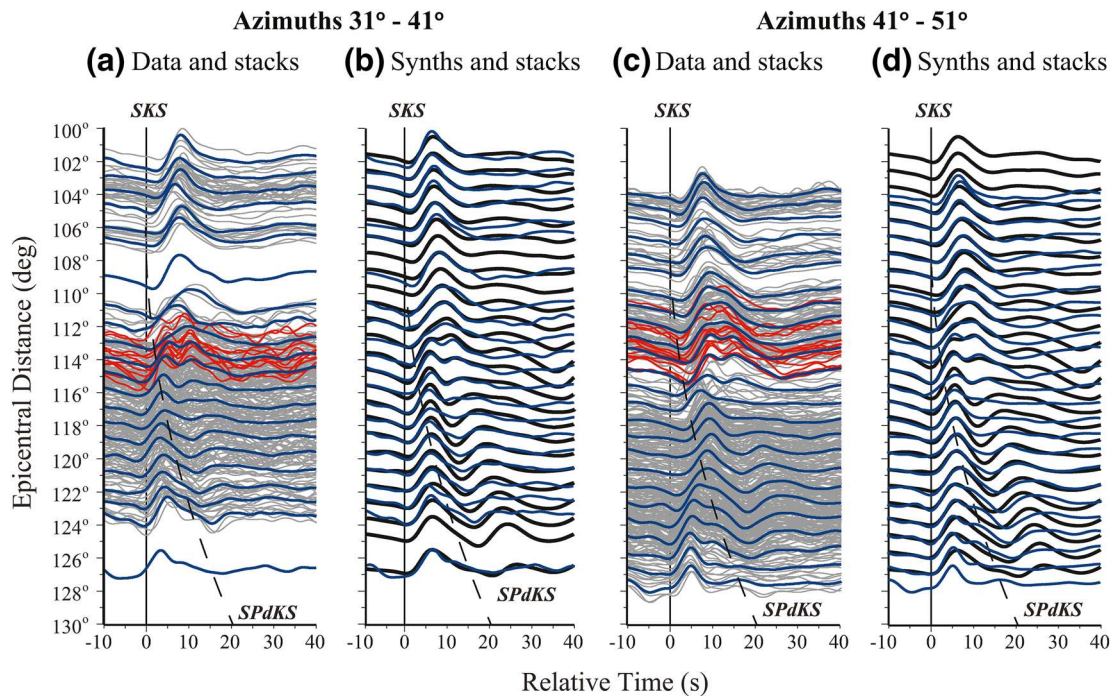 Azimuths 31° - 41°
Azimuths 41° - 51°
(a) Data and stacks
(b) Synths and stacks
(c) Data and stacks
(d) Synths and stacks
SKS
SKS
SKS
SKS
Epicentral Distance (deg)
100°
102°
104°
106°
108°
110°
112°
114°
116°
118°
120°
122°
124°
126°
128°
130°
SPdKS
SPdKS
SPdKS
SPdKS
-10 0 10 20 30 40
-10 0 10 20 30 40
-10 0 10 20 30 40
-10 0 10 20 30 40
Relative Time (s)